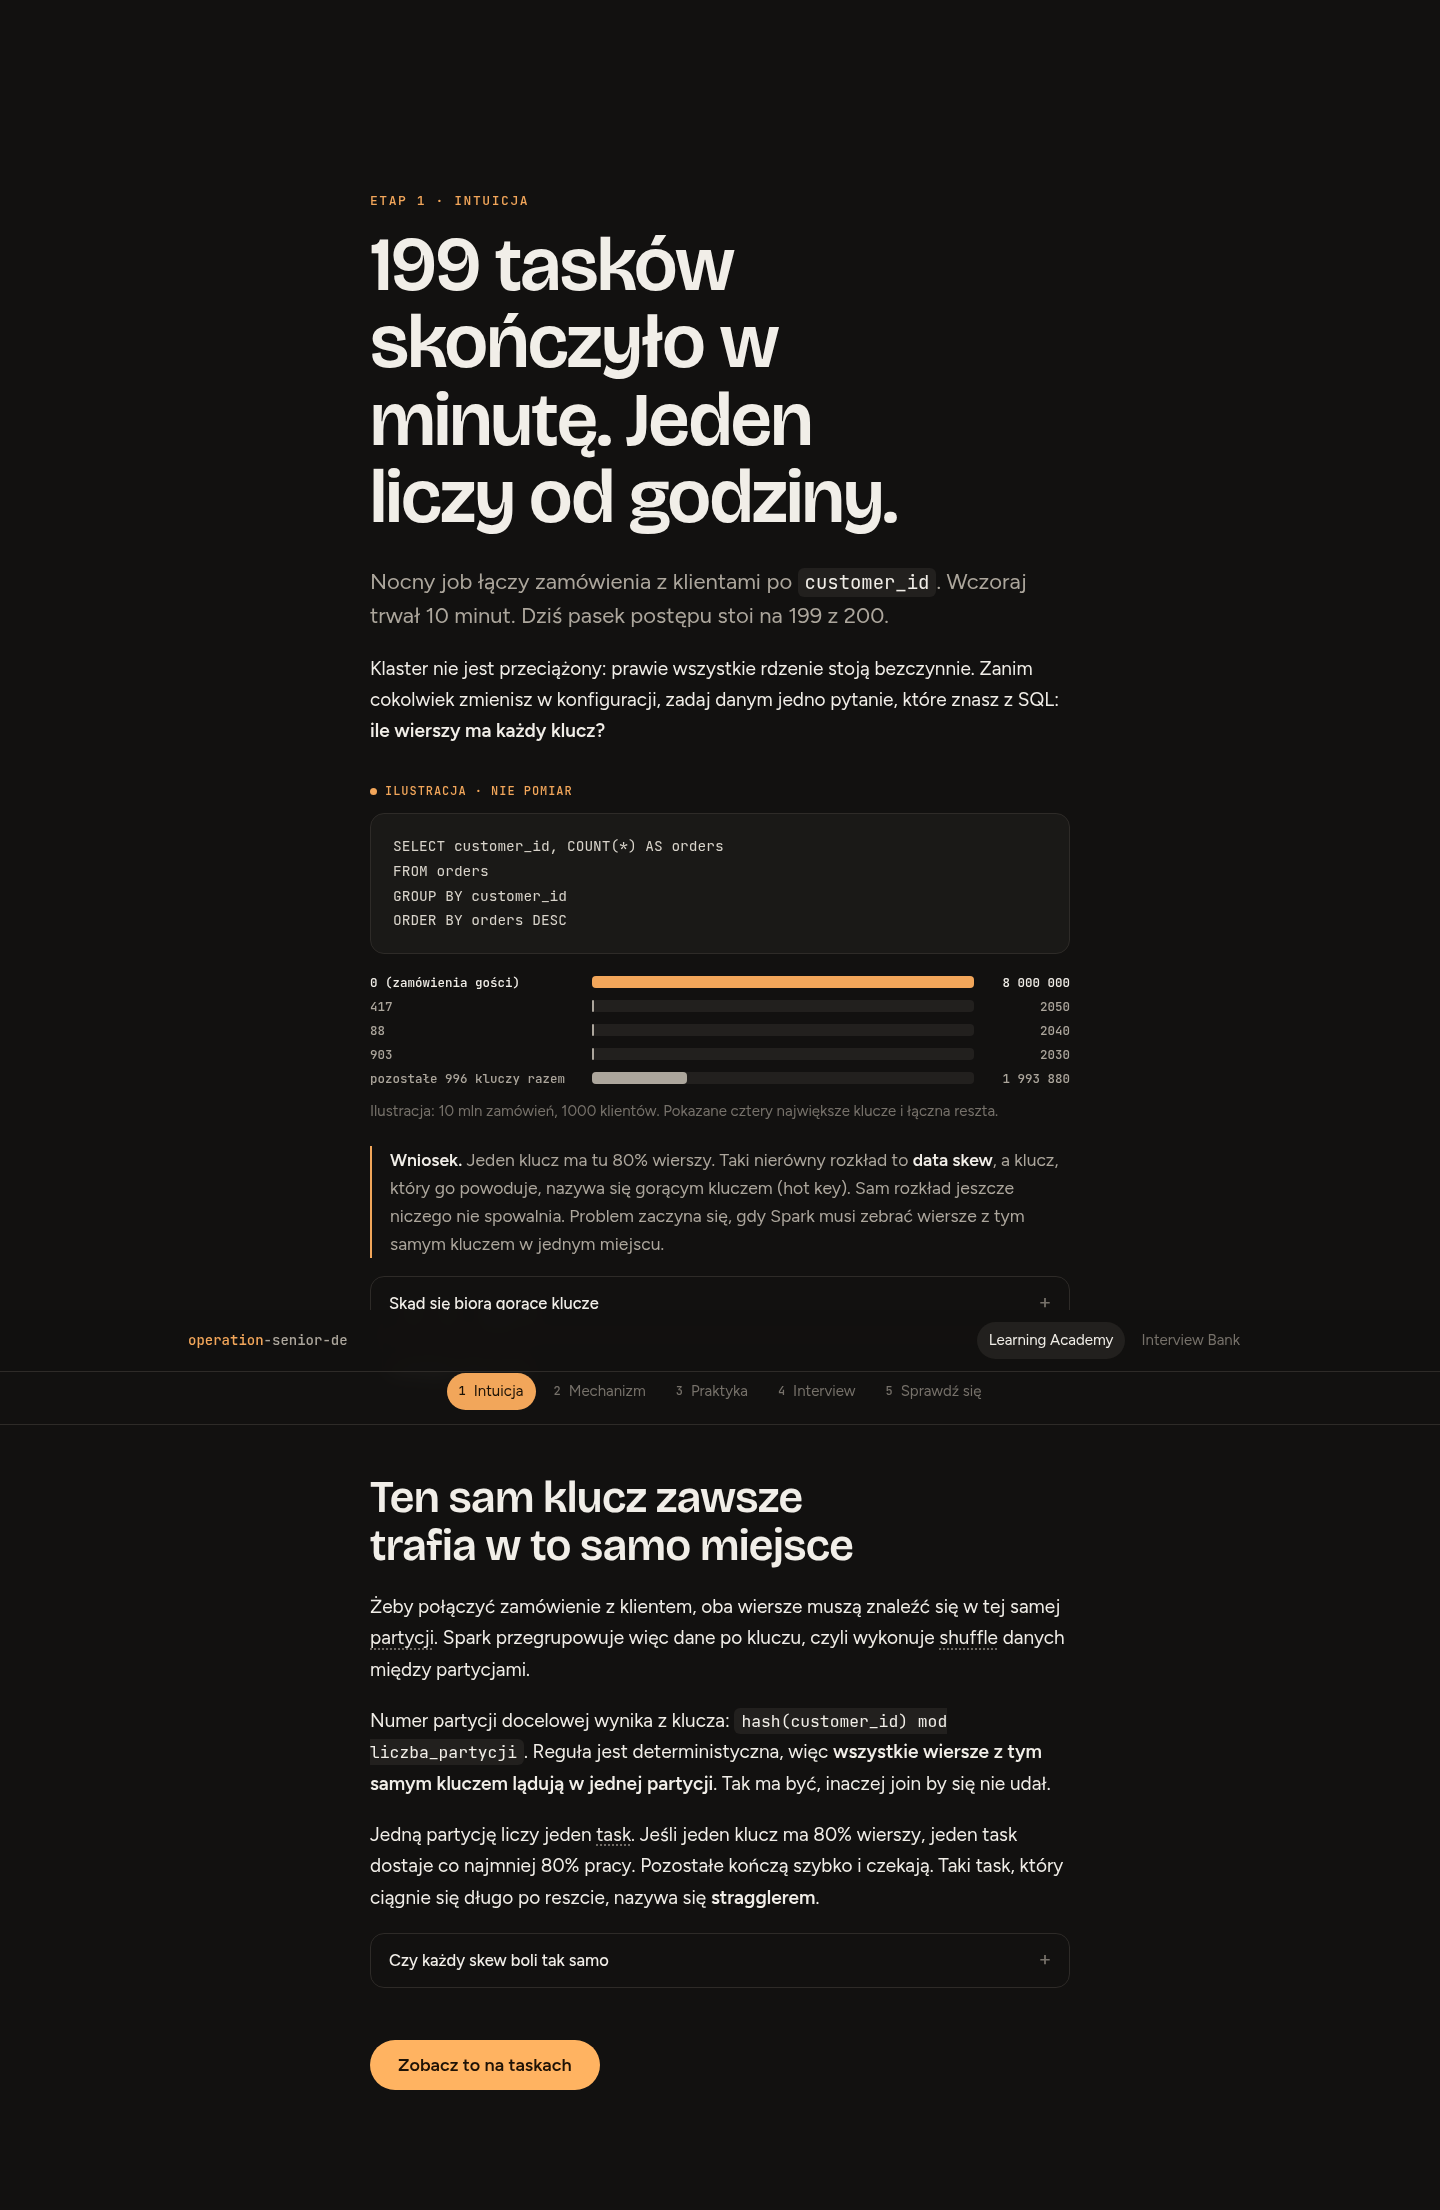 ETAP 1 · INTUICJA
199 tasków
skończyło w
minutę. Jeden
liczy od godziny.
Nocny job łączy zamówienia z klientami po customer_id. Wczoraj
trwał 10 minut. Dziś pasek postępu stoi na 199 z 200.
Klaster nie jest przeciążony: prawie wszystkie rdzenie stoją bezczynnie. Zanim
cokolwiek zmienisz w konfiguracji, zadaj danym jedno pytanie, które znasz z SQL:
ile wierszy ma każdy klucz?
ILUSTRACJA · NIE POMIAR
SELECT customer_id, COUNT(*) AS orders
FROM orders
GROUP BY customer_id
ORDER BY orders DESC
0 (zamówienia gości) 8 000 000
417 2050
88 2040
903 2030
pozostałe 996 kluczy razem 1 993 880
Ilustracja: 10 mln zamówień, 1000 klientów. Pokazane cztery największe klucze i łączna reszta.
Wniosek. Jeden klucz ma tu 80% wierszy. Taki nierówny rozkład to data skew, a klucz,
który go powoduje, nazywa się gorącym kluczem (hot key). Sam rozkład jeszcze
niczego nie spowalnia. Problem zaczyna się, gdy Spark musi zebrać wiersze z tym
samym kluczem w jednym miejscu.
Skąd się biorą gorące klucze +
operation-senior-de Learning Academy Interview Bank
1 Intuicja 2 Mechanizm 3 Praktyka 4 Interview 5 Sprawdź się
Ten sam klucz zawsze
trafia w to samo miejsce
Żeby połączyć zamówienie z klientem, oba wiersze muszą znaleźć się w tej samej
partycji. Spark przegrupowuje więc dane po kluczu, czyli wykonuje shuffle danych
między partycjami.
Numer partycji docelowej wynika z klucza: hash(customer_id) mod
liczba_partycji. Reguła jest deterministyczna, więc wszystkie wiersze z tym
samym kluczem lądują w jednej partycji. Tak ma być, inaczej join by się nie udał.
Jedną partycję liczy jeden task. Jeśli jeden klucz ma 80% wierszy, jeden task
dostaje co najmniej 80% pracy. Pozostałe kończą szybko i czekają. Taki task, który
ciągnie się długo po reszcie, nazywa się stragglerem.
Czy każdy skew boli tak samo +
Zobacz to na taskach